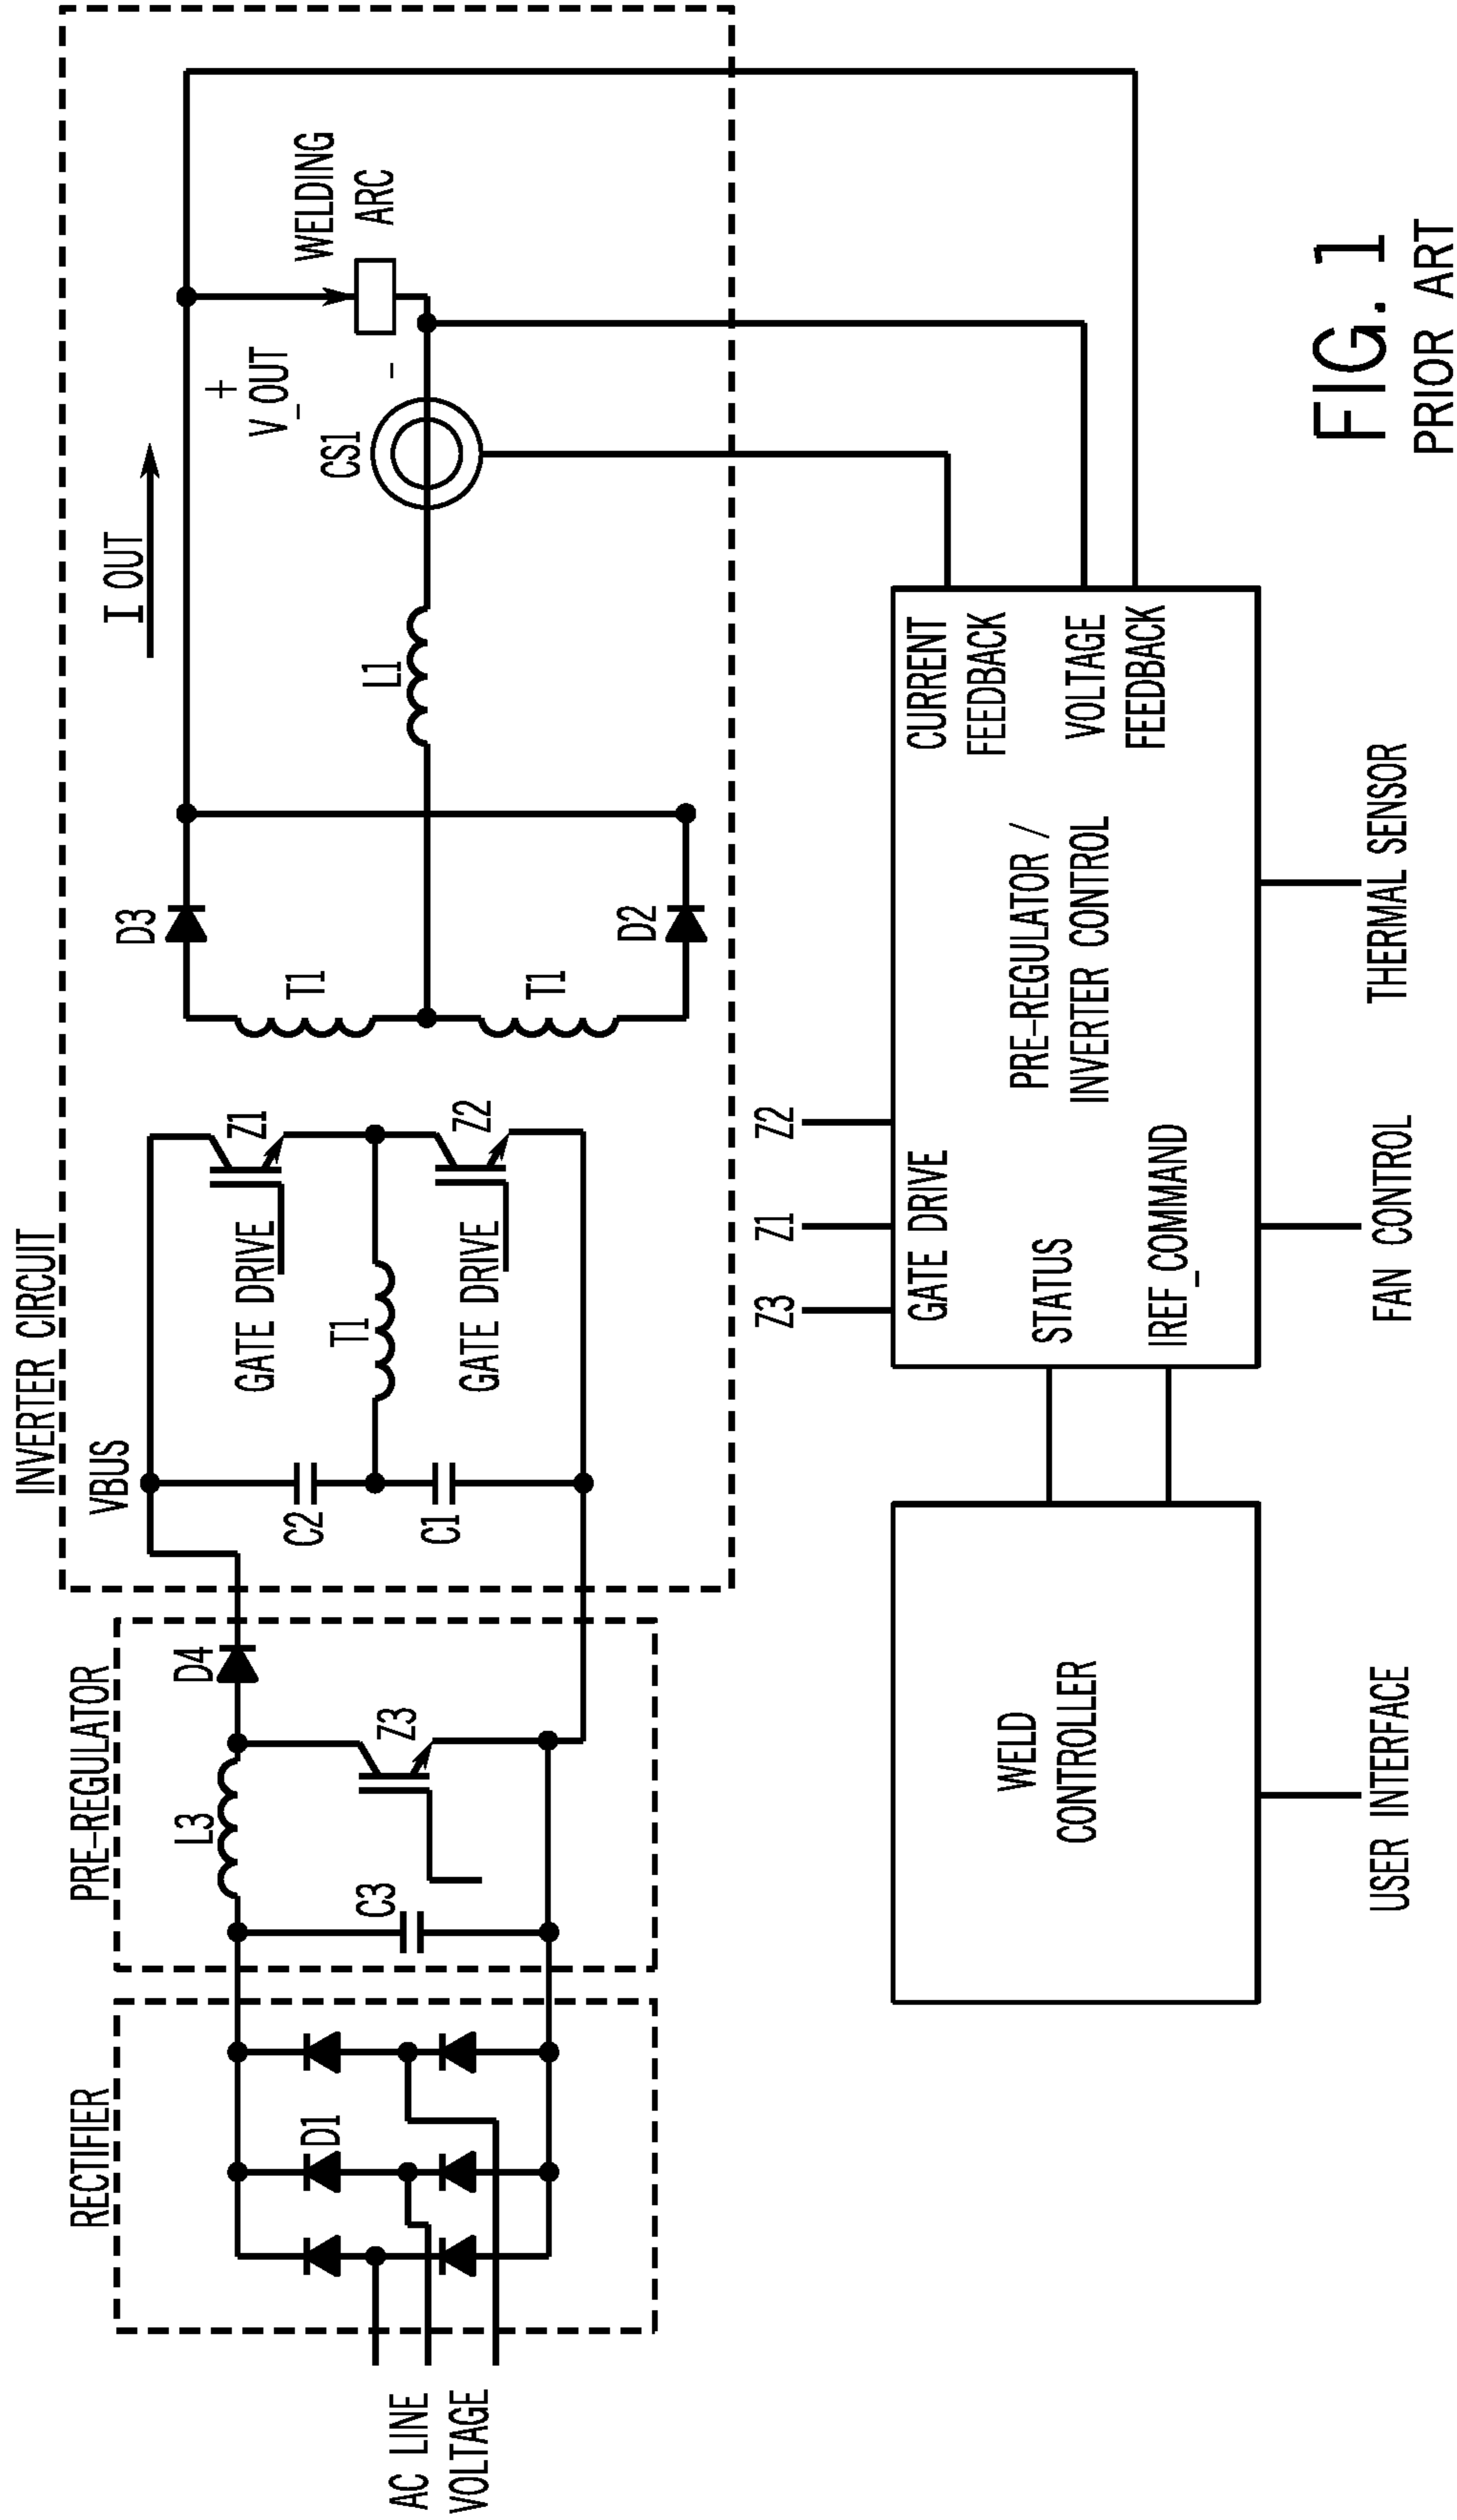 INVERTER CIRCUIT
PRE-REGULATOR
RECTIFIER
VBUS
I OUT
D4
D3
+
V_OUT
-
WELDING
ARC
L3
Z3
C3
D1
C2
C1
GATE DRIVE
Z1
T1
GATE DRIVE
Z2
T1
T1
D2
L1
CS1
AC LINE
VOLTAGE
Z3
Z1
Z2
GATE DRIVE
CURRENT
FEEDBACK
STATUS
PRE-REGULATOR /
INVERTER CONTROL
VOLTAGE
FEEDBACK
IREF_COMMAND
WELD
CONTROLLER
USER INTERFACE
FAN CONTROL
THERMAL SENSOR
FIG. 1
PRIOR ART